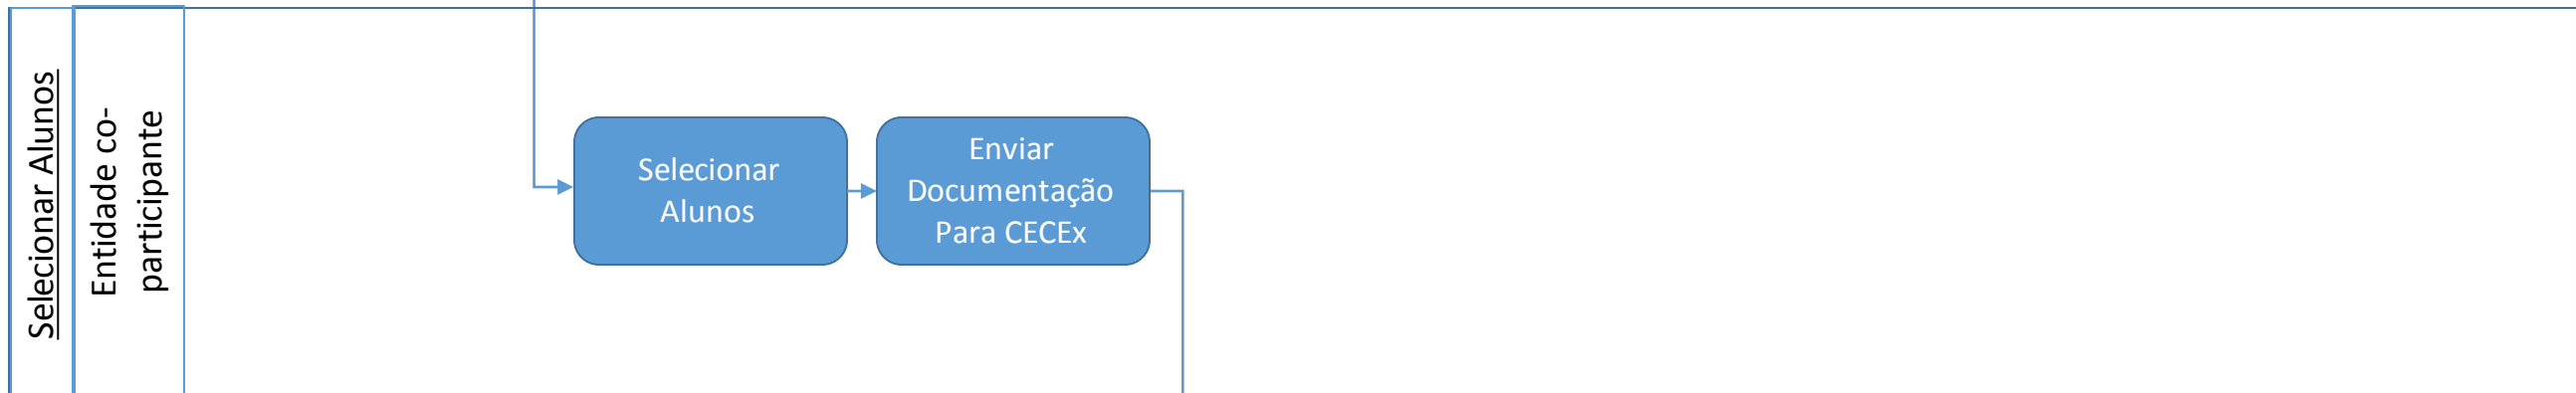 Selecionar Alunos
Entidade co-
participante
Selecionar
Alunos
Enviar
Documentação
Para CECEx